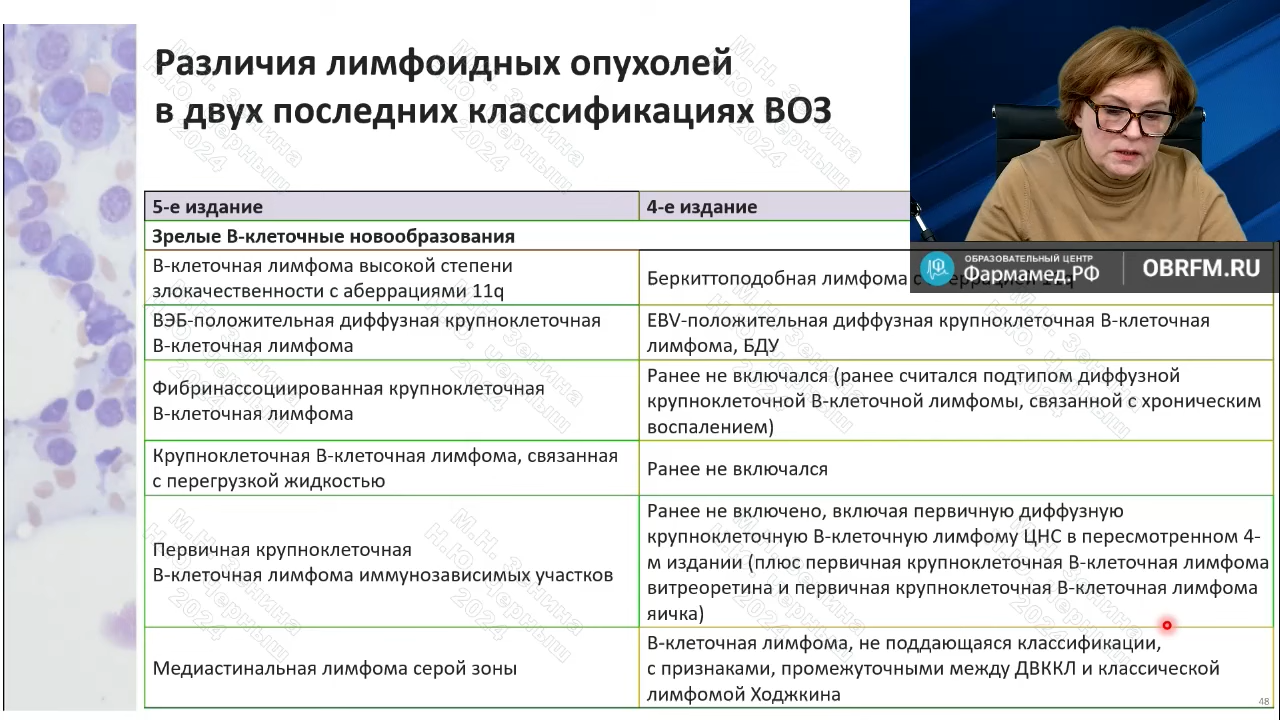 Различия лимфоидных опухолей
в двух последних классификациях ВОЗ
5-е издание
4-е издание
Зрелые В-клеточные новообразования
В-клеточная лимфома высокой степени
злокачественности с аберрациями 11q
Беркиттоподобная лимфома с аберрацией 11q
ВЭБ-положительная диффузная крупноклеточная
В-клеточная лимфома
EBV-положительная диффузная крупноклеточная В-клеточная
лимфома, БДУ
Фибринассоциированная крупноклеточная
В-клеточная лимфома
Ранее не включался (ранее считался подтипом диффузной
крупноклеточной В-клеточной лимфомы, связанной с хроническим
воспалением)
Крупноклеточная В-клеточная лимфома, связанная
с перегрузкой жидкостью
Ранее не включался
Первичная крупноклеточная
В-клеточная лимфома иммунозависимых участков
Ранее не включено, включая первичную диффузную
крупноклеточную В-клеточную лимфому ЦНС в пересмотренном 4-
м издании (плюс первичная крупноклеточная В-клеточная лимфома
витреоретина и первичная крупноклеточная В-клеточная лимфома
яичка)
Медиастинальная лимфома серой зоны
В-клеточная лимфома, не поддающаяся классификации,
с признаками, промежуточными между ДВККЛ и классической
лимфомой Ходжкина
48
ОБРАЗОВАТЕЛЬНЫЙ ЦЕНТР
Фармамед.РФ
OBRFM.RU
М.Н. Зенина
Н.Ю. Черныш
2024